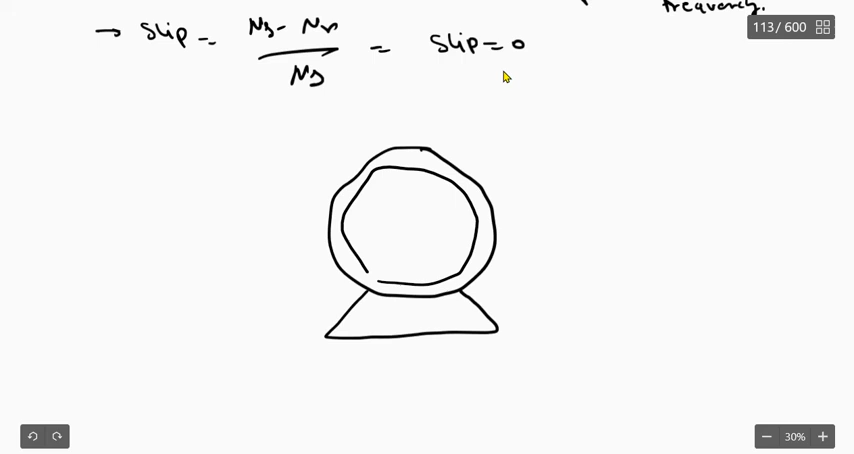 frequency.
113 / 600
→ Slip = Ns - Nr / Ns = Slip = 0
30%